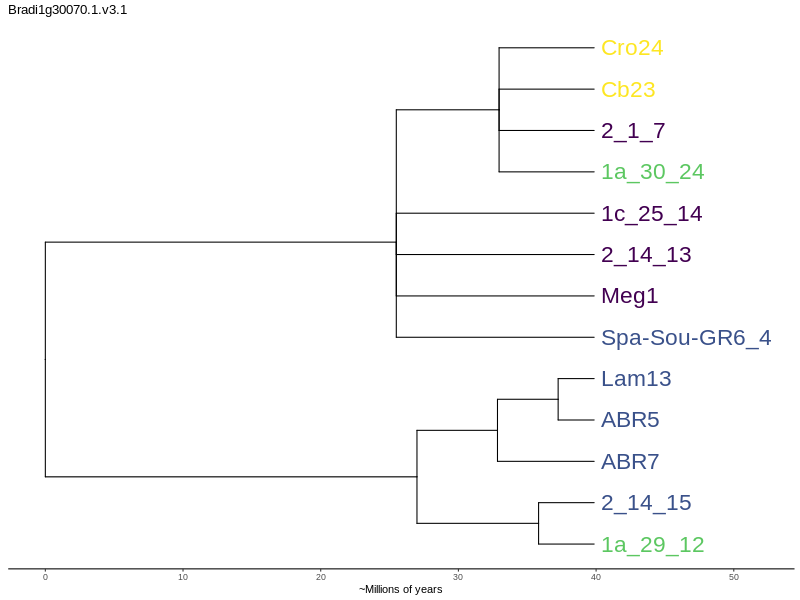 Bradi1g30070.1.v3.1
Cro24
Cb23
2_1_7
1a_30_24
1c_25_14
2_14_13
Meg1
Spa-Sou-GR6_4
Lam13
ABR5
ABR7
2_14_15
1a_29_12
0 10 20 30 40 50
~Millions of years